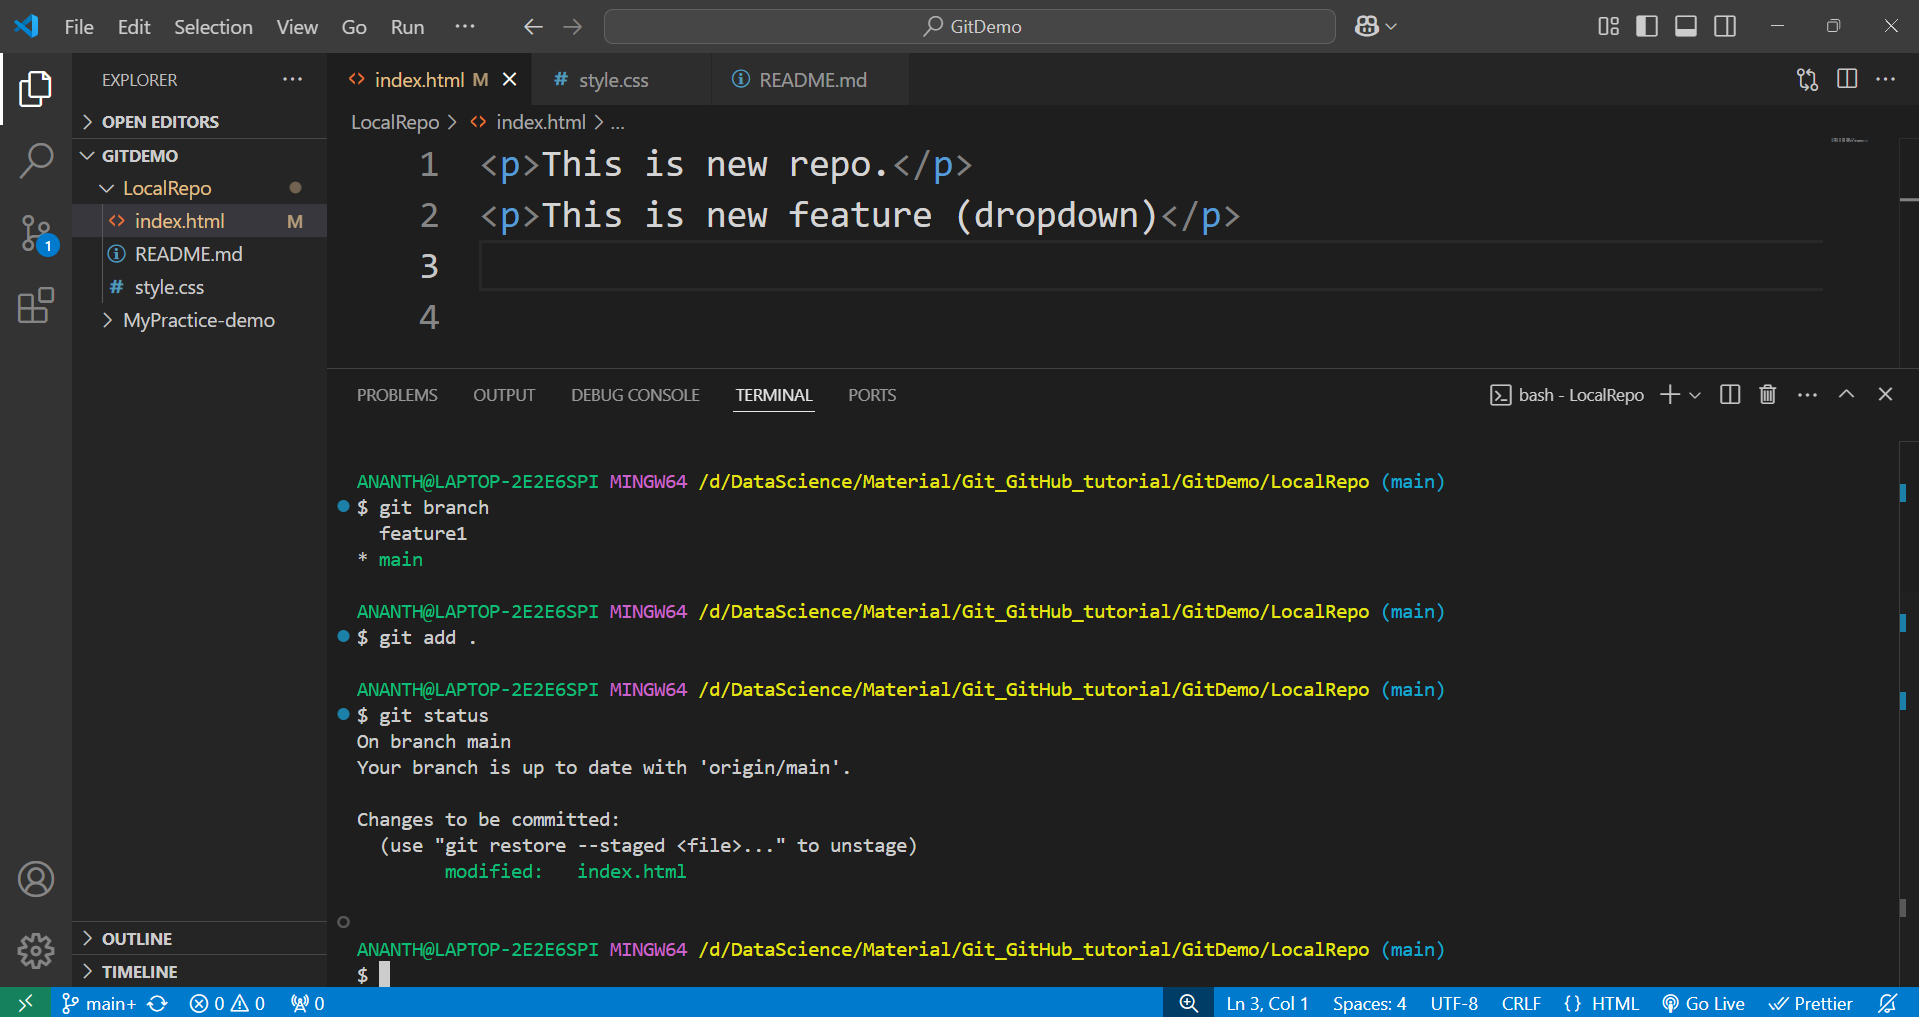 File Edit Selection View Go Run ··· GitDemo
EXPLORER ···
OPEN EDITORS
GITDEMO
LocalRepo
index.html M
README.md
style.css
MyPractice-demo
OUTLINE
TIMELINE
1
index.html M style.css README.md
LocalRepo > index.html > ...
1 <p>This is new repo.</p>
2 <p>This is new feature (dropdown)</p>
3
4
PROBLEMS OUTPUT DEBUG CONSOLE TERMINAL PORTS bash - LocalRepo
ANANTH@LAPTOP-2E2E6SPI MINGW64 /d/DataScience/Material/Git_GitHub_tutorial/GitDemo/LocalRepo (main)
$ git branch
feature1
* main
ANANTH@LAPTOP-2E2E6SPI MINGW64 /d/DataScience/Material/Git_GitHub_tutorial/GitDemo/LocalRepo (main)
$ git add .
ANANTH@LAPTOP-2E2E6SPI MINGW64 /d/DataScience/Material/Git_GitHub_tutorial/GitDemo/LocalRepo (main)
$ git status
On branch main
Your branch is up to date with 'origin/main'.
Changes to be committed:
(use "git restore --staged <file>..." to unstage)
modified: index.html
ANANTH@LAPTOP-2E2E6SPI MINGW64 /d/DataScience/Material/Git_GitHub_tutorial/GitDemo/LocalRepo (main)
$
main+ 0 0 0 Ln 3, Col 1 Spaces: 4 UTF-8 CRLF {} HTML Go Live Prettier